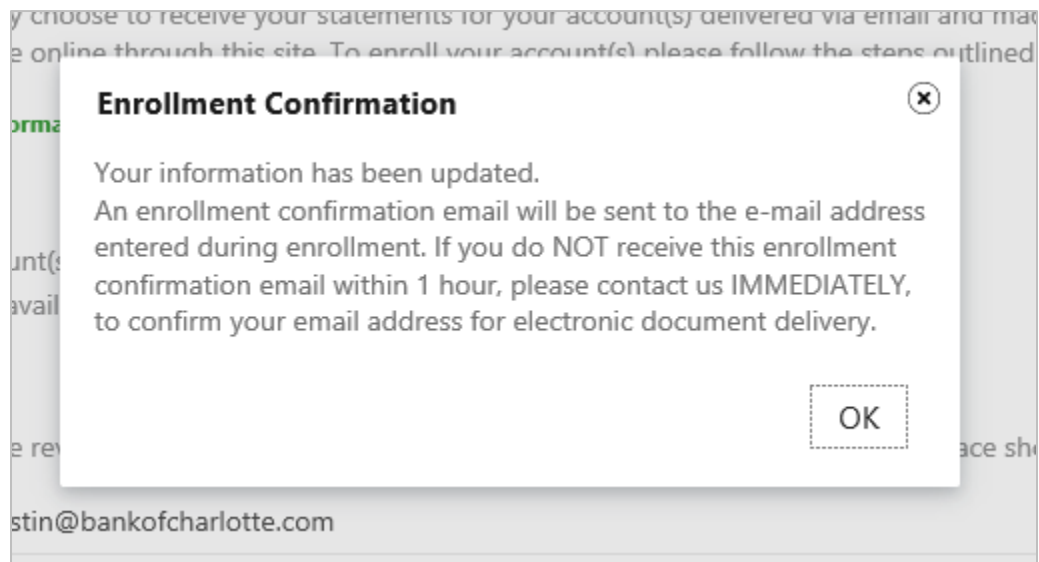 choose to receive your statements for your account(s) delivered via email and
online through this site. To enroll your account(s) please follow the steps outlined
Enrollment Confirmation
Your information has been updated.
An enrollment confirmation email will be sent to the e-mail address
entered during enrollment. If you do NOT receive this enrollment
confirmation email within 1 hour, please contact us IMMEDIATELY,
to confirm your email address for electronic document delivery.
OK
stin@bankofcharlotte.com